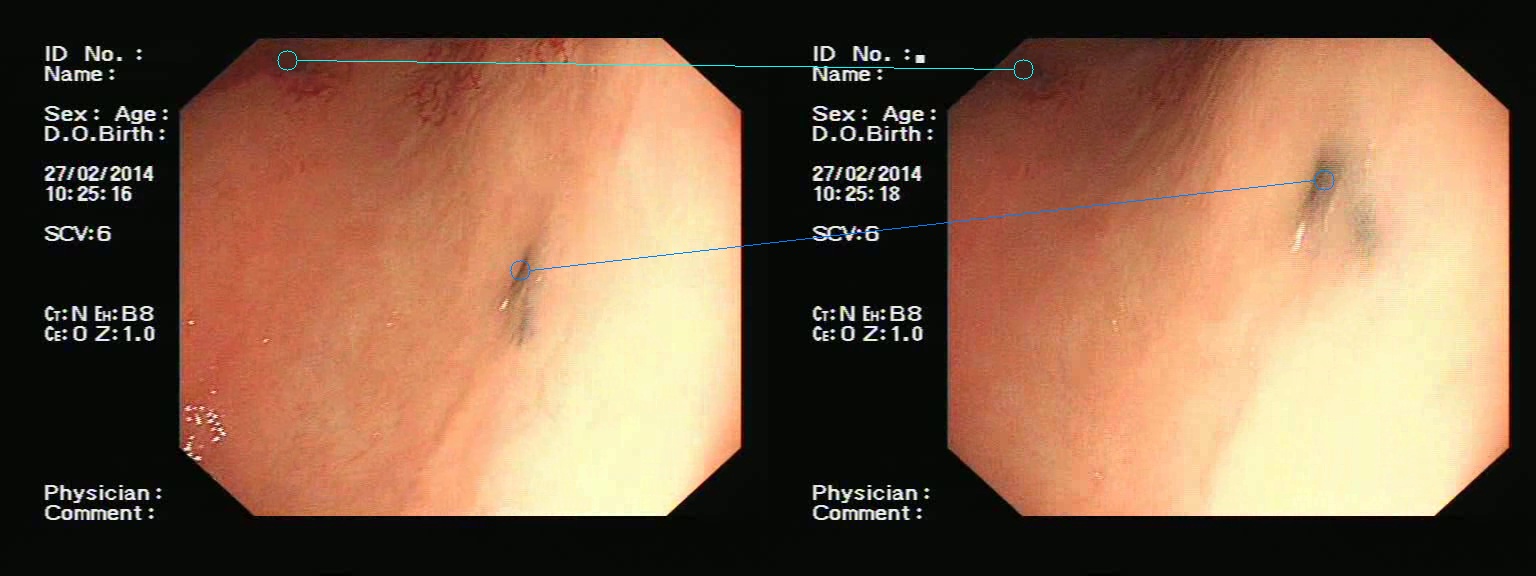 ID No. :
Name:
Sex: Age:
D.O.Birth:
27/02/2014
10:25:16
SCV:6
CT:N EH:B8
CE:0 Z:1.0
Physician:
Comment:
ID No. :
Name:
Sex: Age:
D.O.Birth:
27/02/2014
10:25:18
SCV:6
CT:N EH:B8
CE:0 Z:1.0
Physician:
Comment: